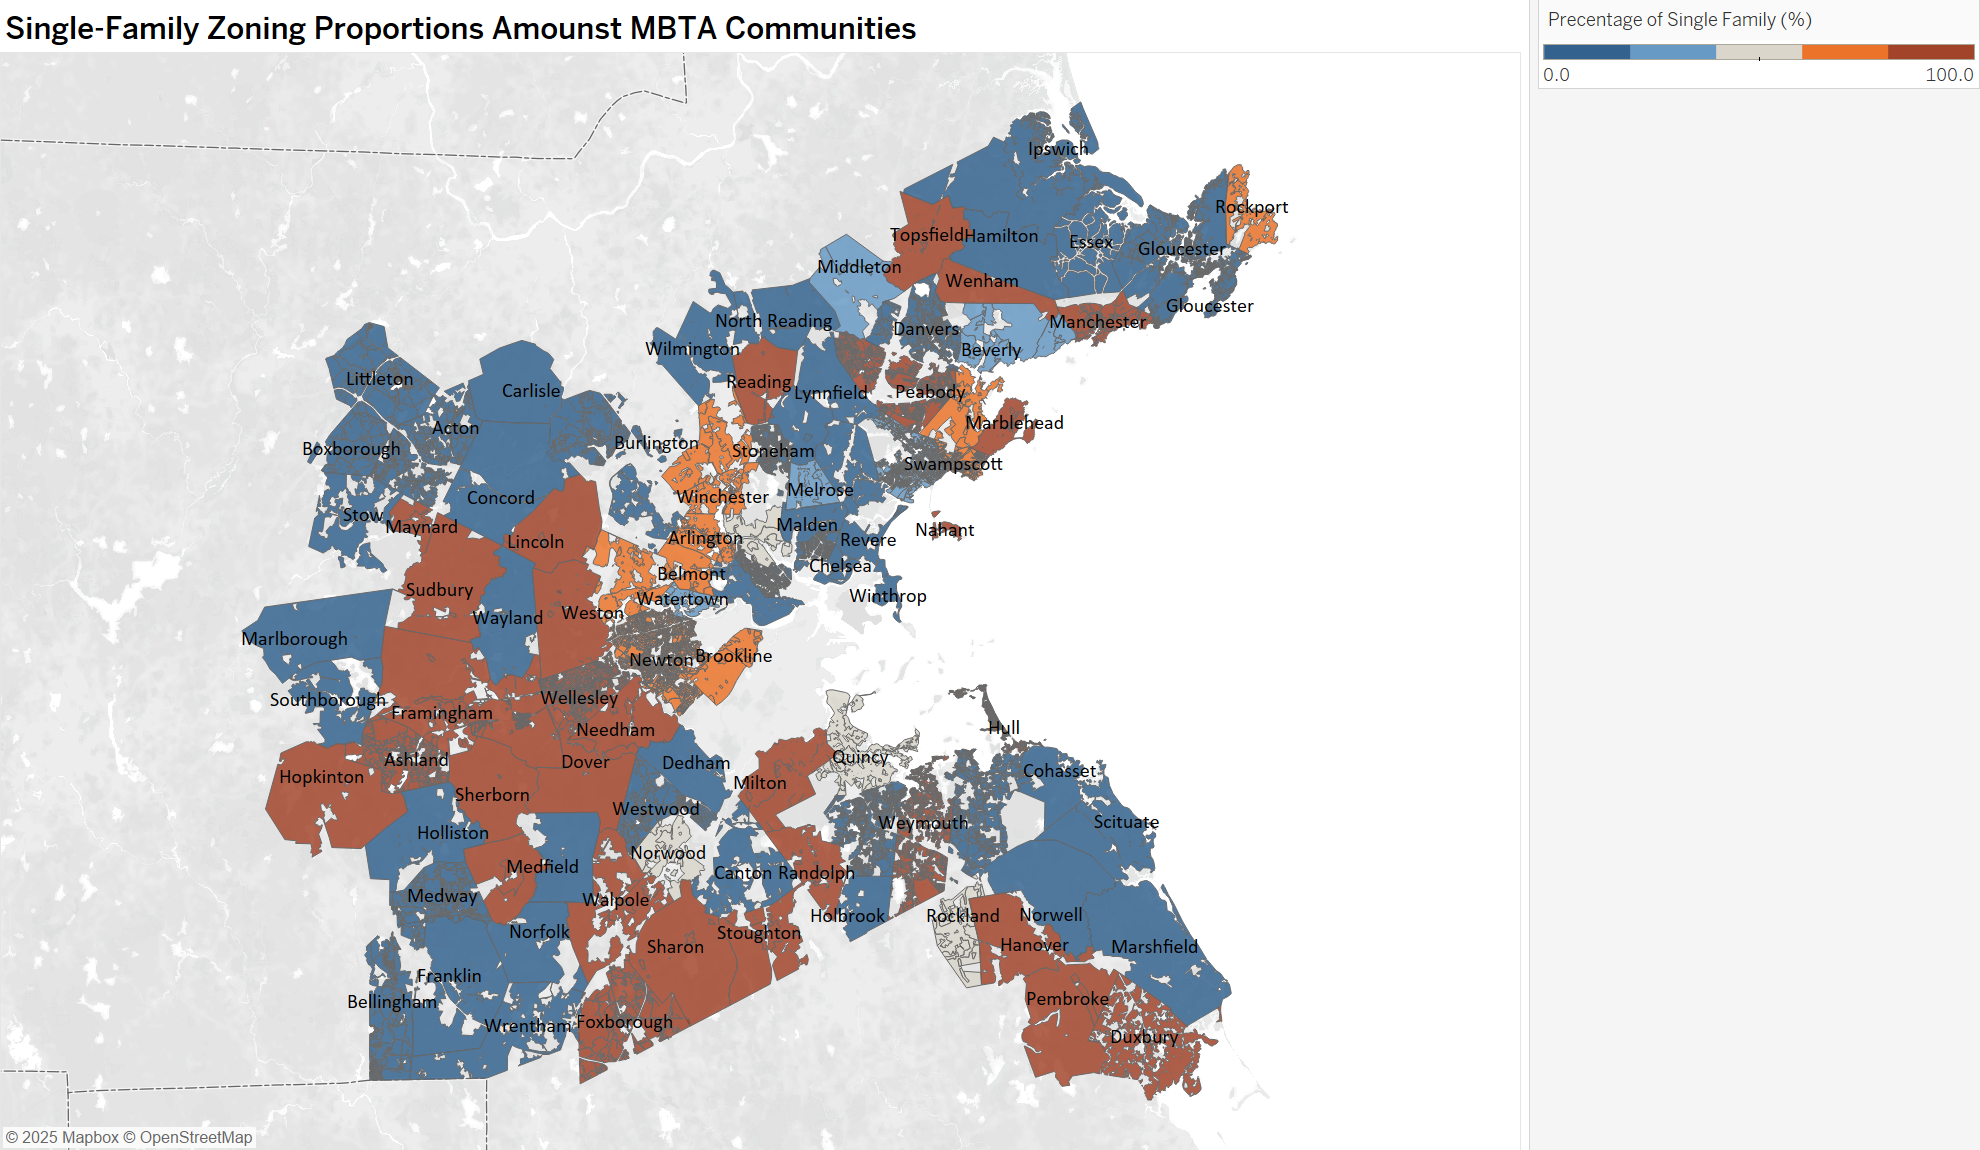 Single-Family Zoning Proportions Amounst MBTA Communities
Precentage of Single Family (%)
0.0
100.0
Ipswich
Rockport
Topsfield
Hamilton
Essex
Gloucester
Middleton
Wenham
Gloucester
North Reading
Danvers
Manchester
Wilmington
Beverly
Littleton
Carlisle
Reading
Lynnfield
Peabody
Acton
Marblehead
Boxborough
Burlington
Stoneham
Swampscott
Concord
Winchester
Melrose
Stow
Maynard
Malden
Nahant
Lincoln
Arlington
Revere
Chelsea
Belmont
Sudbury
Watertown
Winthrop
Wayland
Weston
Marlborough
Newton
Brookline
Southborough
Wellesley
Framingham
Needham
Hull
Ashland
Dover
Dedham
Quincy
Cohasset
Hopkinton
Milton
Sherborn
Westwood
Weymouth
Scituate
Holliston
Norwood
Medfield
Canton
Randolph
Medway
Walpole
Holbrook
Rockland
Norwell
Norfolk
Stoughton
Sharon
Hanover
Marshfield
Franklin
Bellingham
Pembroke
Wrentham
Foxborough
Duxbury
© 2025 Mapbox © OpenStreetMap